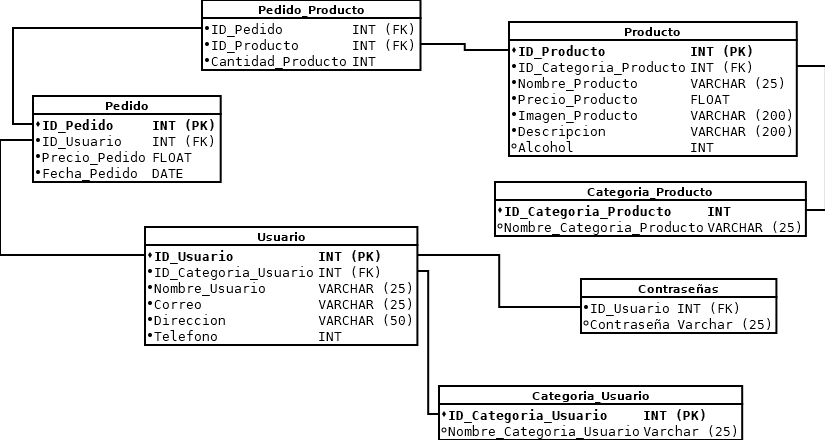 Pedido_Producto
ID_Pedido INT (FK)
ID_Producto INT (FK)
Cantidad_Producto INT
Producto
ID_Producto INT (PK)
ID_Categoria_Producto INT (FK)
Nombre_Producto VARCHAR (25)
Precio_Producto FLOAT
Imagen_Producto VARCHAR (200)
Descripcion VARCHAR (200)
Alcohol INT
Pedido
ID_Pedido INT (PK)
ID_Usuario INT (FK)
Precio_Pedido FLOAT
Fecha_Pedido DATE
Categoria_Producto
ID_Categoria_Producto INT
Nombre_Categoria_Producto VARCHAR (25)
Usuario
ID_Usuario INT (PK)
ID_Categoria_Usuario INT (FK)
Nombre_Usuario VARCHAR (25)
Correo VARCHAR (25)
Direccion VARCHAR (50)
Telefono INT
Contraseñas
ID_Usuario INT (FK)
Contraseña Varchar (25)
Categoria_Usuario
ID_Categoria_Usuario INT (PK)
Nombre_Categoria_Usuario Varchar (25)